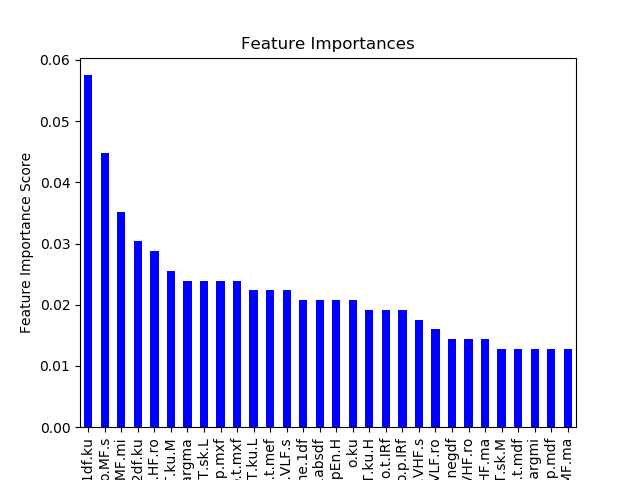 Feature Importances
Feature Importance Score
0.06
0.05
0.04
0.03
0.02
0.01
0.00
1df.ku
o.MF.s
MF.mi
2df.ku
.HF.ro
T.ku.M
argma
T.sk.L
p.mxf
.t.mxf
T.ku.L
.t.mef
.VLF.s
ne.1df
.absdf
pEn.H
o.ku
T.ku.H
o.t.IRf
o.p.IRf
.VHF.s
VLF.ro
negdf
VHF.ro
HF.ma
T.sk.M
.t.mdf
argmi
p.mdf
MF.ma